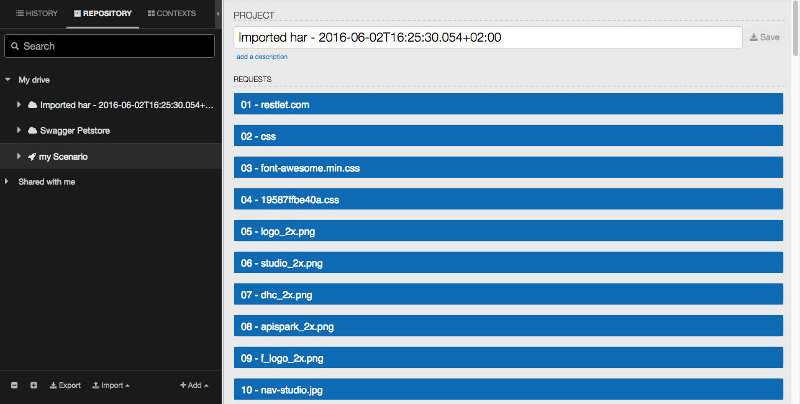 HISTORY REPOSITORY CONTEXTS
Search
My drive
Imported har - 2016-06-02T16:25:30.054+...
Swagger Petstore
my Scenario
Shared with me
Export Import Add
PROJECT
Imported har - 2016-06-02T16:25:30.054+02:00
Save
add a description
REQUESTS
01 - restlet.com
02 - css
03 - font-awesome.min.css
04 - 19587ffbe40a.css
05 - logo_2x.png
06 - studio_2x.png
07 - dhc_2x.png
08 - apispark_2x.png
09 - f_logo_2x.png
10 - nav-studio.jpg